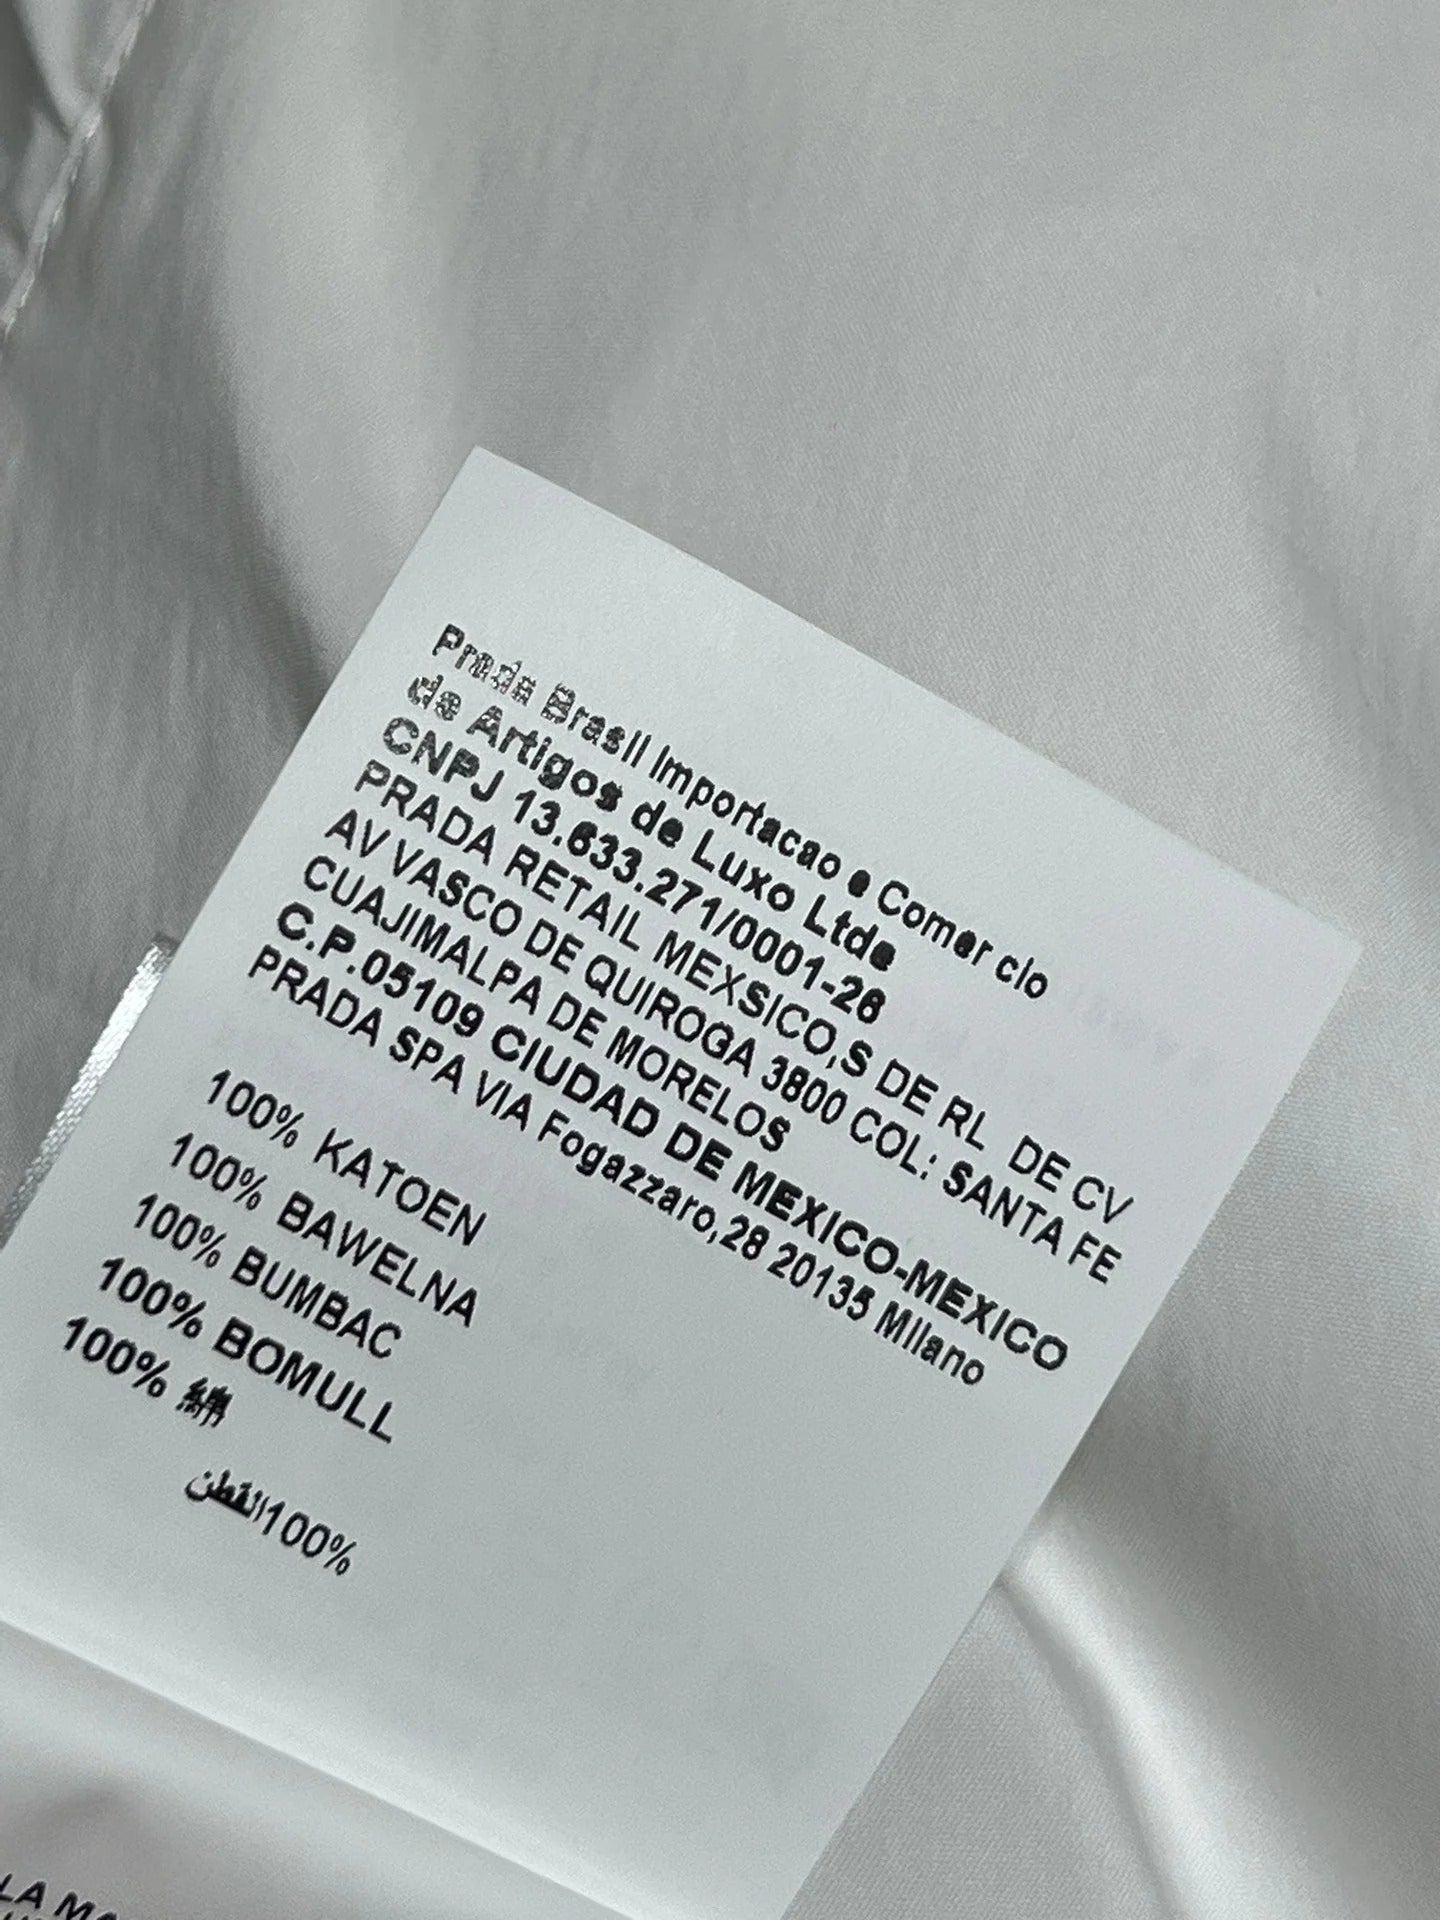 Prada Brasil Importacao e Comer cio
de Artigos de Luxo Ltde
CNPJ 13.633.271/0001-26
PRADA RETAIL MEXSICO,S DE RL DE CV
AV VASCO DE QUIROGA 3800 COL: SANTA FE
CUAJIMALPA DE MORELOS
C.P.05109 CIUDAD DE MEXICO-MEXICO
PRADA SPA VIA Fogazzaro,28 20135 Milano
100% KATOEN
100% BAWELNA
100% BUMBAC
100% BOMULL
100% 綿
100%القطن
LA